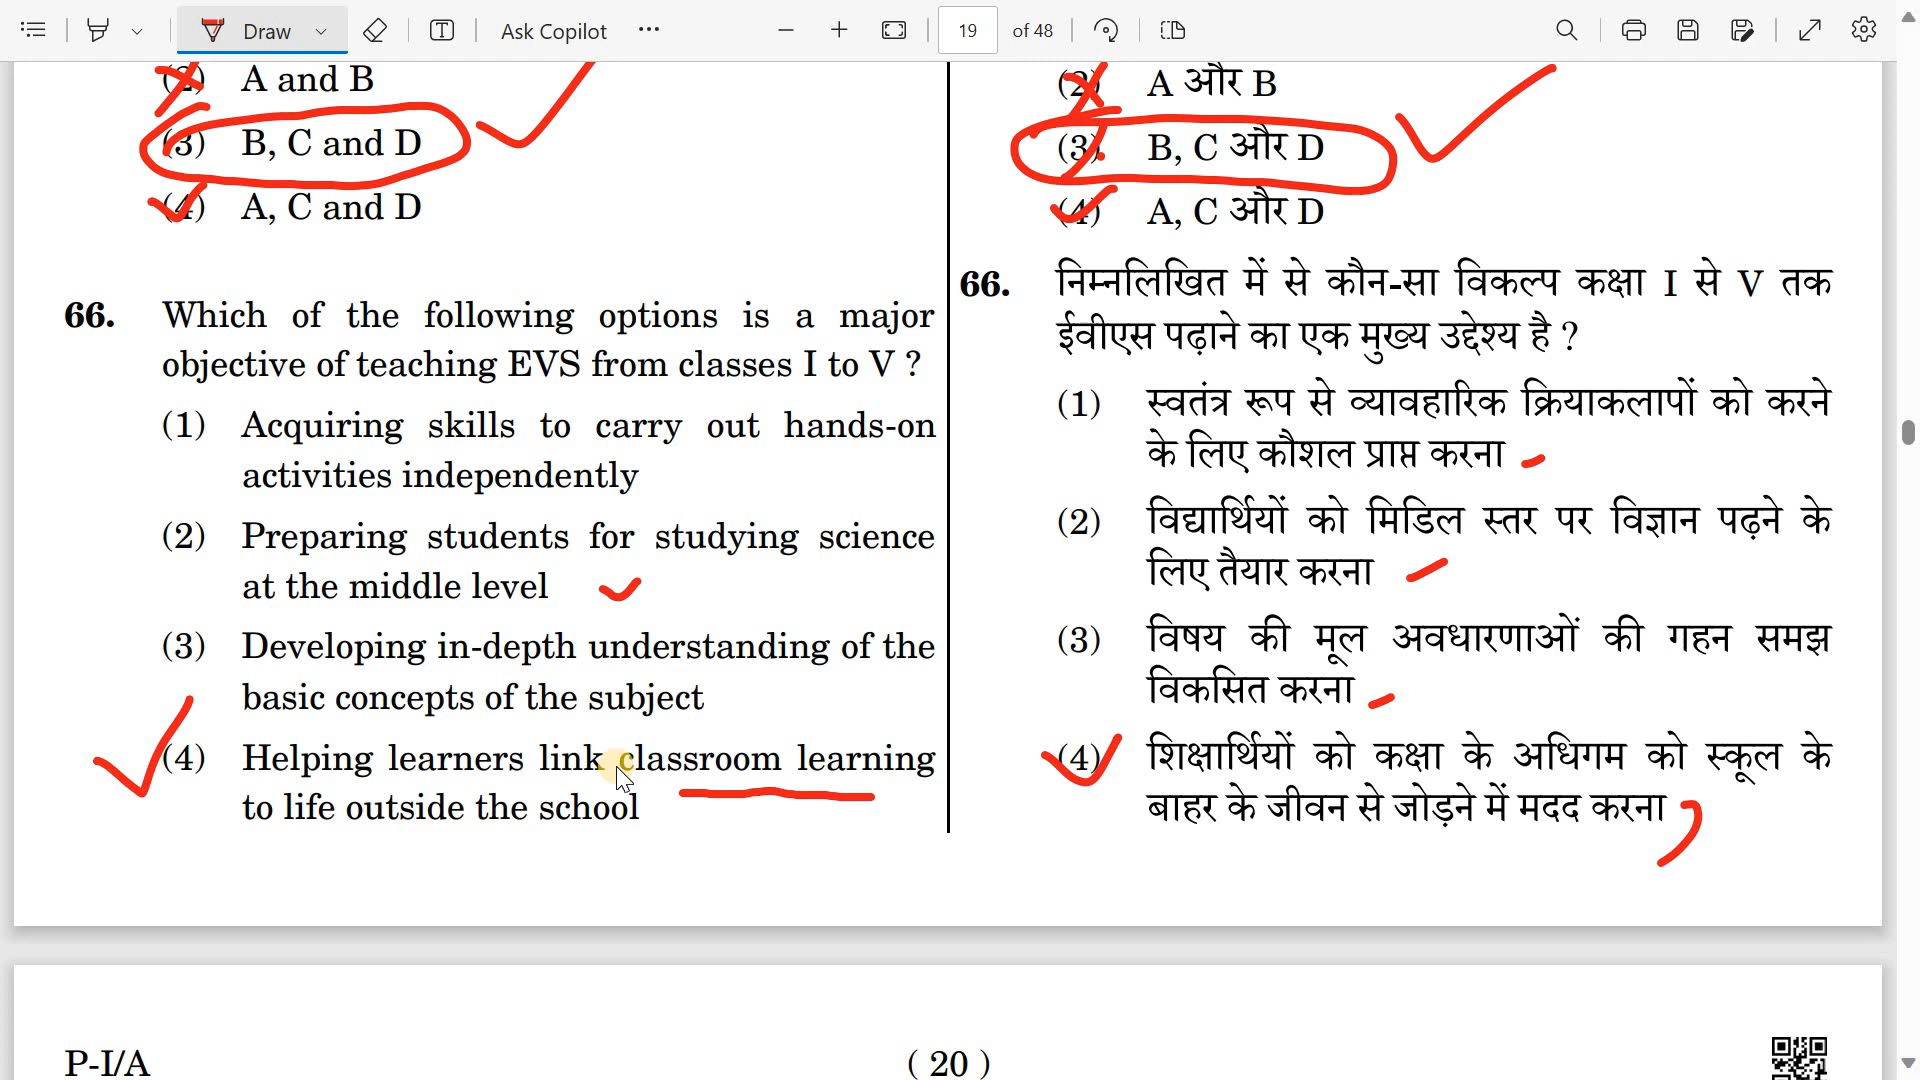 Draw
Ask Copilot
19 of 48
(2) A and B
(3) B, C and D
(4) A, C and D
66. Which of the following options is a major
objective of teaching EVS from classes I to V ?
(1) Acquiring skills to carry out hands-on
activities independently
(2) Preparing students for studying science
at the middle level
(3) Developing in-depth understanding of the
basic concepts of the subject
(4) Helping learners link classroom learning
to life outside the school
(2) A और B
(3) B, C और D
(4) A, C और D
66. निम्नलिखित में से कौन-सा विकल्प कक्षा I से V तक
ईवीएस पढ़ाने का एक मुख्य उद्देश्य है ?
(1) स्वतंत्र रूप से व्यावहारिक क्रियाकलापों को करने
के लिए कौशल प्राप्त करना
(2) विद्यार्थियों को मिडिल स्तर पर विज्ञान पढ़ने के
लिए तैयार करना
(3) विषय की मूल अवधारणाओं की गहन समझ
विकसित करना
(4) शिक्षार्थियों को कक्षा के अधिगम को स्कूल के
बाहर के जीवन से जोड़ने में मदद करना
P-I/A
( 20 )